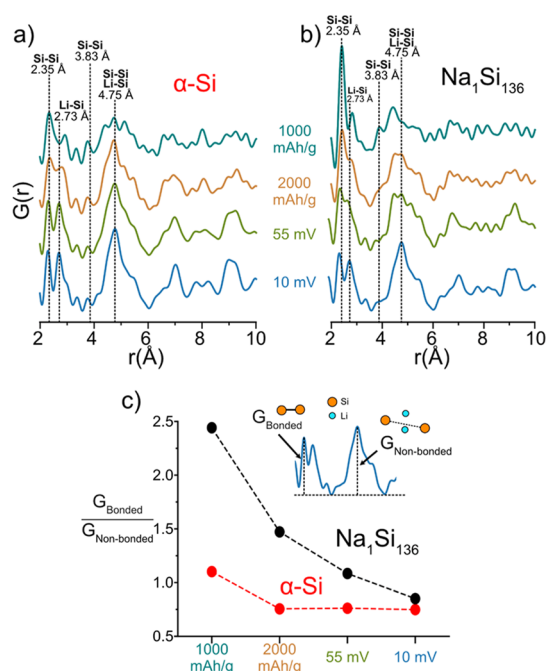 a)
Si-Si
2.35 Å
Li-Si
2.73 Å
Si-Si
3.83 Å
Si-Si
Li-Si
4.75 Å
α-Si
G(r)
2 4 6 8 10
r(Å)
1000
mAh/g
2000
mAh/g
55 mV
10 mV
b)
Si-Si
2.35 Å
Li-Si
2.73 Å
Si-Si
3.83 Å
Si-Si
Li-Si
4.75 Å
Na₁Si₁₃₆
2 4 6 8 10
r(Å)
c)
2.5
2.0
1.5
1.0
0.5
G_Bonded
G_Non-bonded
G_Bonded
Si
Li
G_Non-bonded
Na₁Si₁₃₆
α-Si
1000
mAh/g
2000
mAh/g
55 mV
10 mV